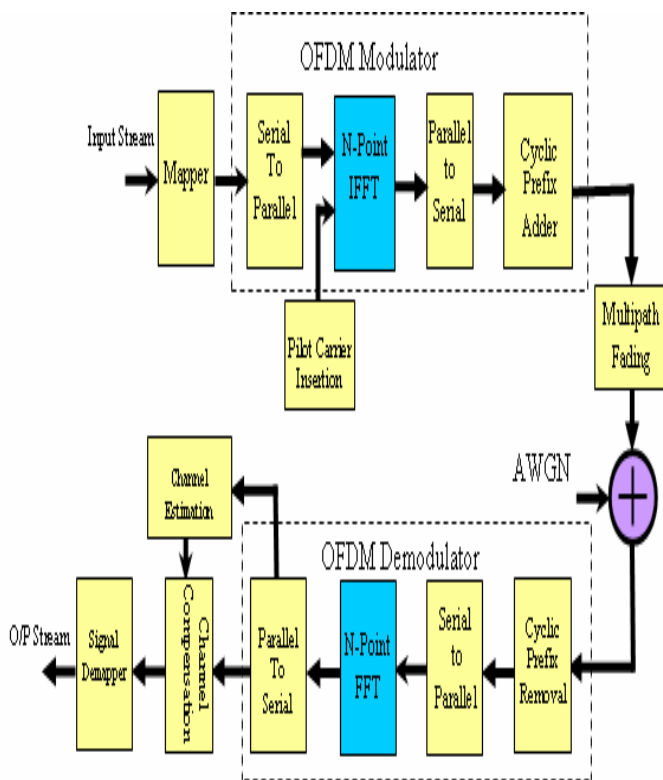 OFDM Modulator
Input Stream
Mapper
Serial
To
Parallel
N-Point
IFFT
Parallel
to
Serial
Cyclic
Prefix
Adder
Pilot Carrier
Insertion
Multipath
Fading
AWGN
Channel
Estimation
OFDM Demodulator
O/P Stream
Signal
Demapper
Channel
Compensation
Parallel
To
Serial
N-Point
FFT
Serial
to
Parallel
Cyclic
Prefix
Removal